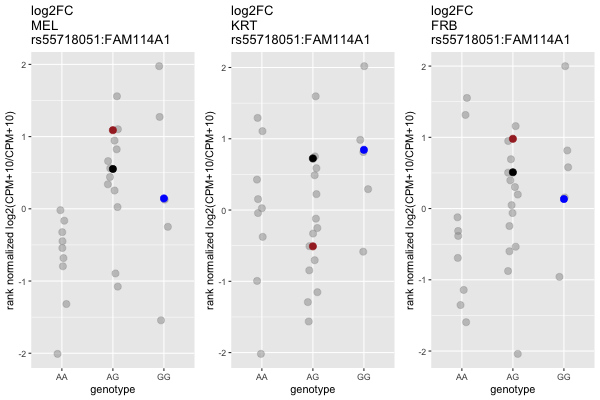 log2FC
MEL
rs55718051:FAM114A1
rank normalized log2(CPM+10/CPM+10)
2
1
0
-1
-2
AA AG GG
genotype
log2FC
KRT
rs55718051:FAM114A1
rank normalized log2(CPM+10/CPM+10)
2
1
0
-1
-2
AA AG GG
genotype
log2FC
FRB
rs55718051:FAM114A1
rank normalized log2(CPM+10/CPM+10)
2
1
0
-1
-2
AA AG GG
genotype